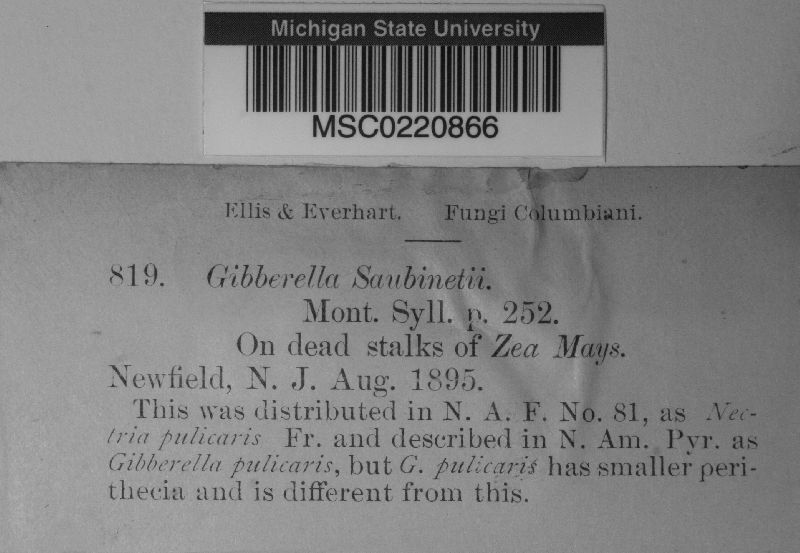 Michigan State University
MSC0220866
Ellis & Everhart. Fungi Columbiani.
819. Gibberella Saubinetii.
Mont. Syll. p. 252.
On dead stalks of Zea Mays.
Newfield, N. J. Aug. 1895.
This was distributed in N. A. F. No. 81, as Nec-
tria pulicaris Fr. and described in N. Am. Pyr. as
Gibberella pulicaris, but G. pulicaris has smaller peri-
thecia and is different from this.